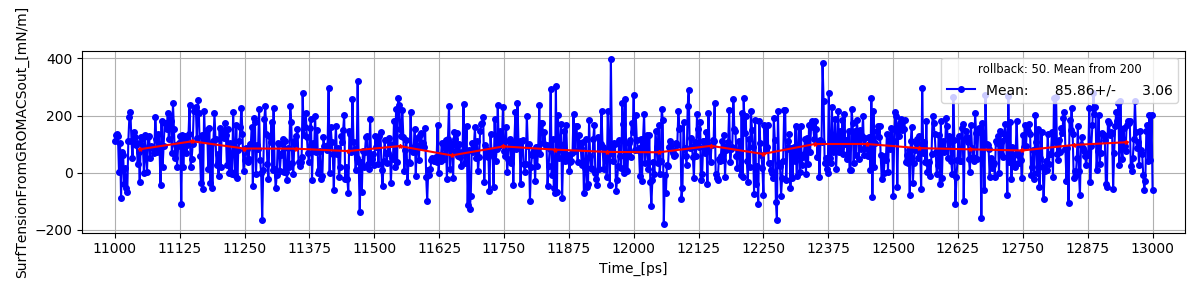 SurfTensionFromGROMACSout_[mN/m]
400
200
0
−200
rollback: 50. Mean from 200
Mean: 85.86+/- 3.06
11000 11125 11250 11375 11500 11625 11750 11875 12000 12125 12250 12375 12500 12625 12750 12875 13000
Time_[ps]